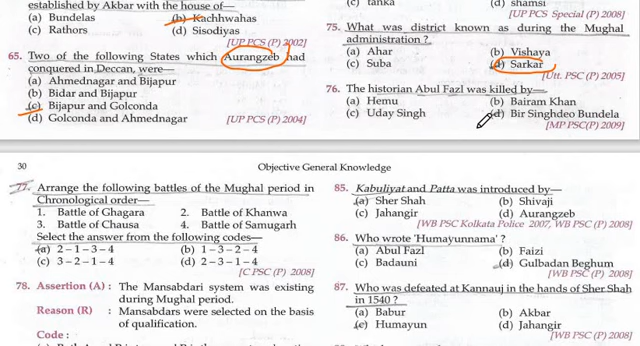 established by Akbar with the house of—
(a) Bundelas (b) Kachhwahas
(c) Rathors (d) Sisodiyas
[UP PCS (P) 2002]
65. Two of the following States which Aurangzeb had
conquered in Deccan, were—
(a) Ahmednagar and Bijapur
(b) Bidar and Bijapur
(c) Bijapur and Golconda
(d) Golconda and Ahmednagar
[UP PCS (P) 2004]
(c) tanka (d) shamsi
[UP PCS Special (P) 2008]
75. What was district known as during the Mughal
administration ?
(a) Ahar (b) Vishaya
(c) Suba (d) Sarkar
[Utt. PSC (P) 2005]
76. The historian Abul Fazl was killed by—
(a) Hemu (b) Bairam Khan
(c) Uday Singh (d) Bir Singhdeo Bundela
[MP PSC(P) 2009]
30 Objective General Knowledge
77. Arrange the following battles of the Mughal period in
Chronological order—
1. Battle of Ghagara 2. Battle of Khanwa
3. Battle of Chausa 4. Battle of Samugarh
Select the answer from the following codes—
(a) 2 – 1 – 3 – 4 (b) 1 – 3 – 2 – 4
(c) 3 – 2 – 1 – 4 (d) 2 – 3 – 1 – 4
[C PSC (P) 2008]
78. Assertion (A) : The Mansabdari system was existing
during Mughal period.
Reason (R) : Mansabdars were selected on the basis
of qualification.
Code :
85. Kabuliyat and Patta was introduced by—
(a) Sher Shah (b) Shivaji
(c) Jahangir (d) Aurangzeb
[WB PSC Kolkata Police 2007, WB PSC (P) 2008]
86. Who wrote 'Humayunnama' ?
(a) Abul Fazl (b) Faizi
(c) Badauni (d) Gulbadan Beghum
[WB PSC (P) 2008]
87. Who was defeated at Kannauj in the hands of Sher Shah
in 1540 ?
(a) Babur (b) Akbar
(c) Humayun (d) Jahangir
[WB PSC (P) 2008]